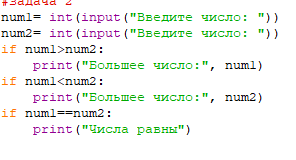 #Задача 2
num1= int(input("Введите число: "))
num2= int(input("Введите число: "))
if num1>num2:
    print("Большее число:", num1)
if num1<num2:
    print("Большее число:", num2)
if num1==num2:
    print("Числа равны")